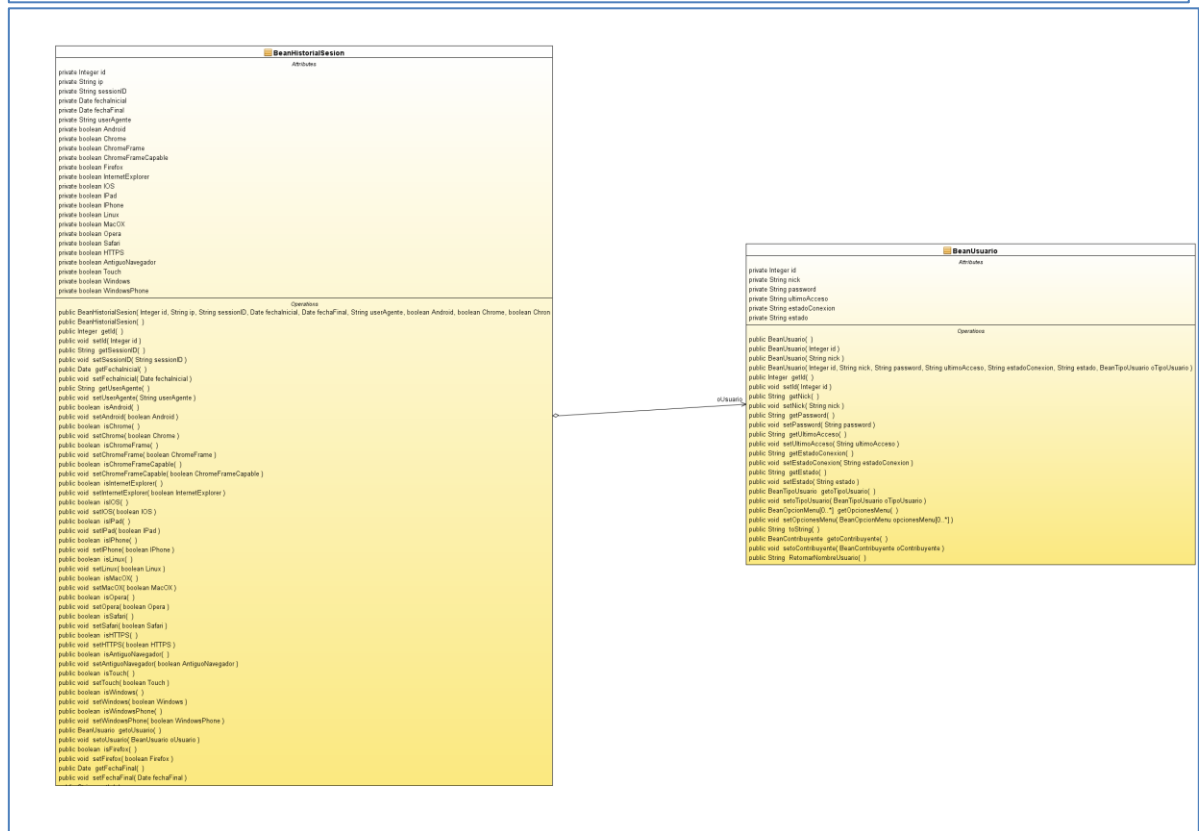 BeanHistorialSesion
Attributes
private Integer id
private String ip
private String sessionID
private Date fechaInicial
private Date fechaFinal
private String userAgente
private boolean Android
private boolean Chrome
private boolean ChromeFrame
private boolean ChromeFrameCapable
private boolean Firefox
private boolean InternetExplorer
private boolean IOS
private boolean IPad
private boolean IPhone
private boolean Linux
private boolean MacOX
private boolean Opera
private boolean Safari
private boolean HTTPS
private boolean AntiguoNavegador
private boolean Touch
private boolean Windows
private boolean WindowsPhone
Operations
public BeanHistorialSesion( Integer id, String ip, String sessionID, Date fechaInicial, Date fechaFinal, String userAgente, boolean Android, boolean Chrome, boolean Chrom
public BeanHistorialSesion( )
public Integer getId( )
public void setId( Integer id )
public String getSessionID( )
public void setSessionID( String sessionID )
public Date getFechaInicial( )
public void setFechaInicial( Date fechaInicial )
public String getUserAgente( )
public void setUserAgente( String userAgente )
public boolean isAndroid( )
public void setAndroid( boolean Android )
public boolean isChrome( )
public void setChrome( boolean Chrome )
public boolean isChromeFrame( )
public void setChromeFrame( boolean ChromeFrame )
public boolean isChromeFrameCapable( )
public void setChromeFrameCapable( boolean ChromeFrameCapable )
public boolean isInternetExplorer( )
public void setInternetExplorer( boolean InternetExplorer )
public boolean isIOS( )
public void setIOS( boolean IOS )
public boolean isIPad( )
public void setIPad( boolean IPad )
public boolean isIPhone( )
public void setIPhone( boolean IPhone )
public boolean isLinux( )
public void setLinux( boolean Linux )
public boolean isMacOX( )
public void setMacOX( boolean MacOX )
public boolean isOpera( )
public void setOpera( boolean Opera )
public boolean isSafari( )
public void setSafari( boolean Safari )
public boolean isHTTPS( )
public void setHTTPS( boolean HTTPS )
public boolean isAntiguoNavegador( )
public void setAntiguoNavegador( boolean AntiguoNavegador )
public boolean isTouch( )
public void setTouch( boolean Touch )
public boolean isWindows( )
public void setWindows( boolean Windows )
public boolean isWindowsPhone( )
public void setWindowsPhone( boolean WindowsPhone )
public BeanUsuario getoUsuario( )
public void setoUsuario( BeanUsuario oUsuario )
public boolean isFirefox( )
public void setFirefox( boolean Firefox )
public Date getFechaFinal( )
public void setFechaFinal( Date fechaFinal )
oUsuario
BeanUsuario
Attributes
private Integer id
private String nick
private String password
private String ultimoAcceso
private String estadoConexion
private String estado
Operations
public BeanUsuario( )
public BeanUsuario( Integer id )
public BeanUsuario( String nick )
public BeanUsuario( Integer id, String nick, String password, String ultimoAcceso, String estadoConexion, String estado, BeanTipoUsuario oTipoUsuario )
public Integer getId( )
public void setId( Integer id )
public String getNick( )
public void setNick( String nick )
public String getPassword( )
public void setPassword( String password )
public String getUltimoAcceso( )
public void setUltimoAcceso( String ultimoAcceso )
public String getEstadoConexion( )
public void setEstadoConexion( String estadoConexion )
public String getEstado( )
public void setEstado( String estado )
public BeanTipoUsuario getoTipoUsuario( )
public void setoTipoUsuario( BeanTipoUsuario oTipoUsuario )
public BeanOpcionMenu[0..*] getOpcionesMenu( )
public void setOpcionesMenu( BeanOpcionMenu opcionesMenu[0..*] )
public String toString( )
public BeanContribuyente getoContribuyente( )
public void setoContribuyente( BeanContribuyente oContribuyente )
public String RetornarNombreUsuario( )